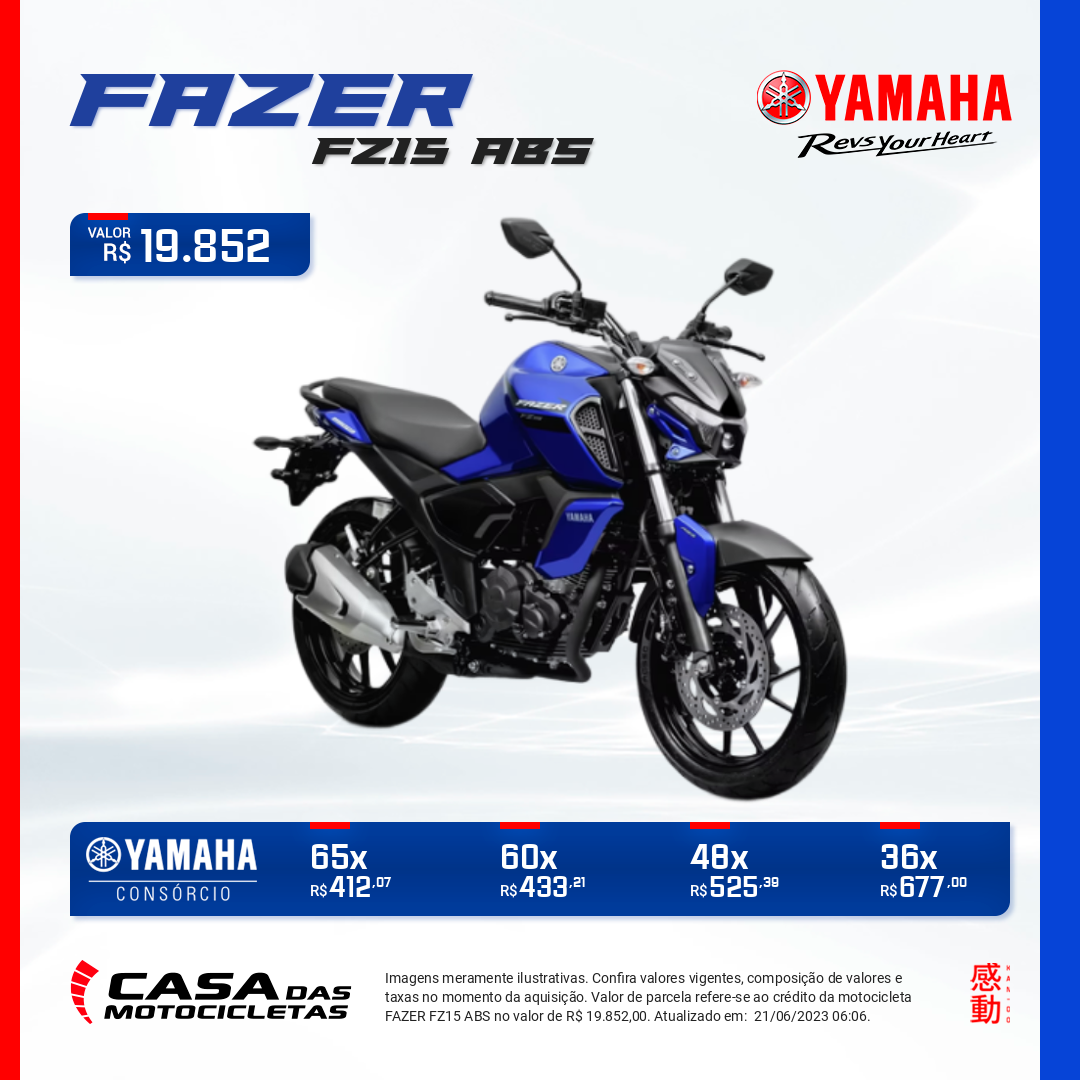 FAZER
FZ15 ABS
YAMAHA
Revs Your Heart
VALOR
R$ 19.852
FAZER
FZ15
YAMAHA
YAMAHA
CONSÓRCIO
65x
R$ 412,07
60x
R$ 433,21
48x
R$ 525,39
36x
R$ 677,00
CASA DAS
MOTOCICLETAS
Imagens meramente ilustrativas. Confira valores vigentes, composição de valores e
taxas no momento da aquisição. Valor de parcela refere-se ao crédito da motocicleta
FAZER FZ15 ABS no valor de R$ 19.852,00. Atualizado em: 21/06/2023 06:06.
感動